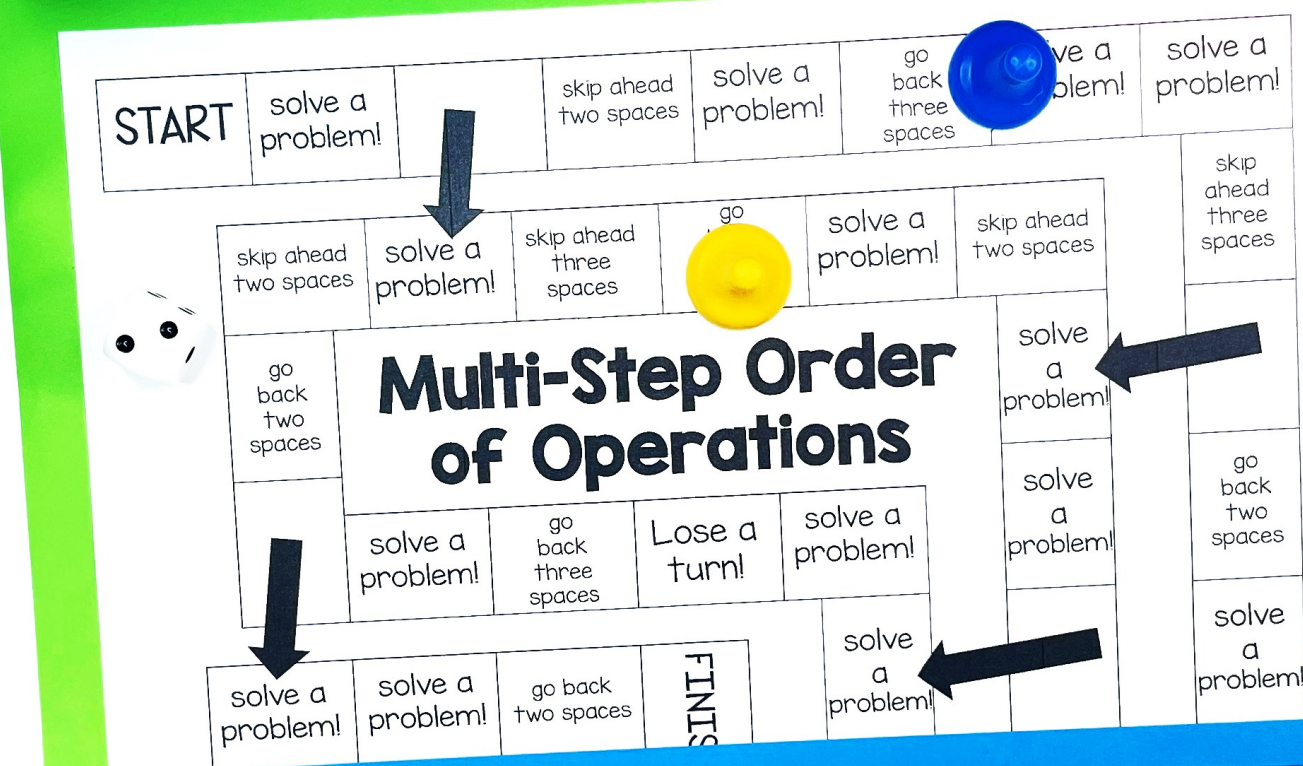 START
solve a
problem!
skip ahead
two spaces
solve a
problem!
go
back
three
spaces
solve a
problem!
skip
ahead
three
spaces
skip ahead
two spaces
solve a
problem!
skip ahead
three
spaces
go
solve a
problem!
skip ahead
two spaces
go
back
two
spaces
Multi-Step Order
of Operations
solve
a
problem!
solve
a
problem!
go
back
two
spaces
solve a
problem!
go
back
three
spaces
Lose a
turn!
solve a
problem!
solve
a
problem!
solve
a
problem!
solve a
problem!
solve a
problem!
go back
two spaces